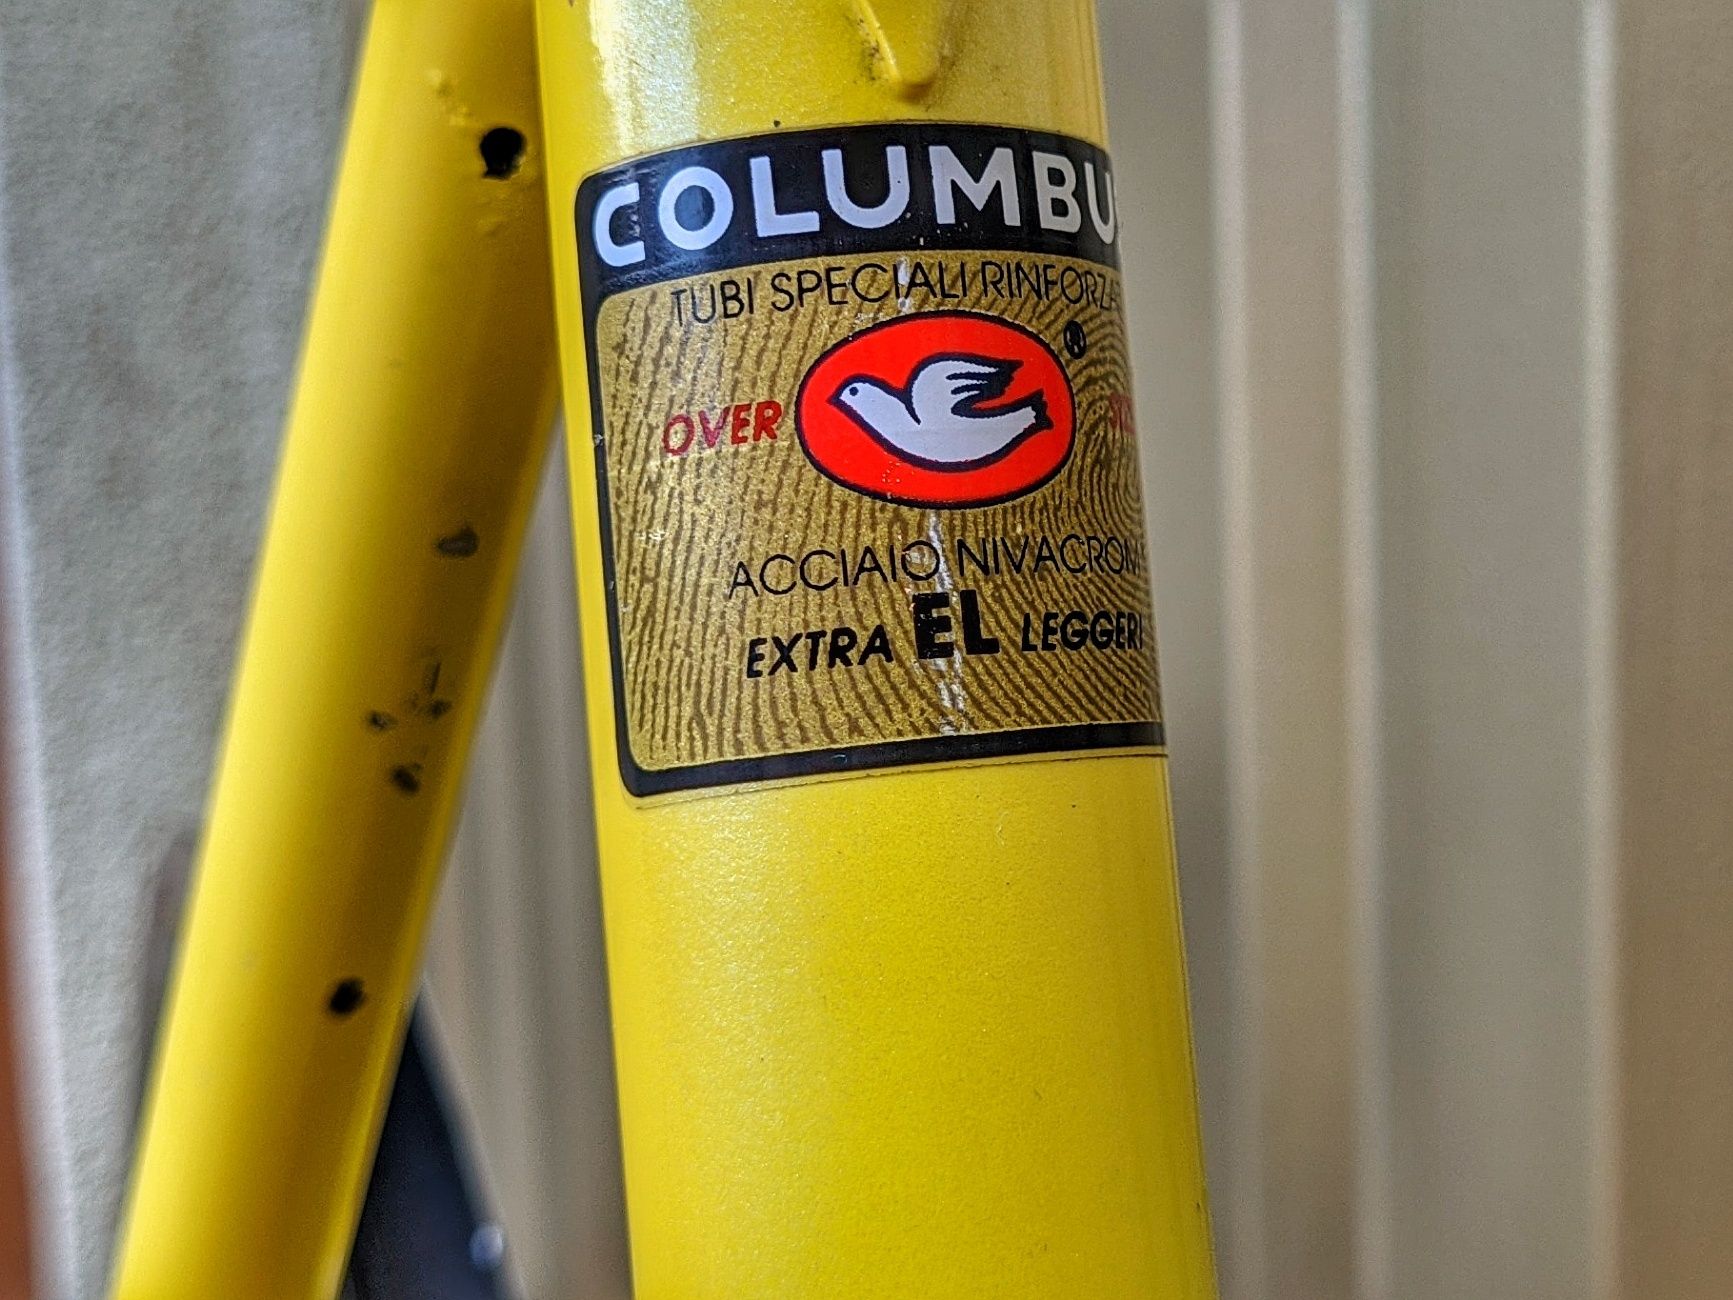 COLUMBU
TUBI SPECIALI RINFORZA
®
OVER
ACCIAIO NIVACROM
EXTRA EL LEGGERI